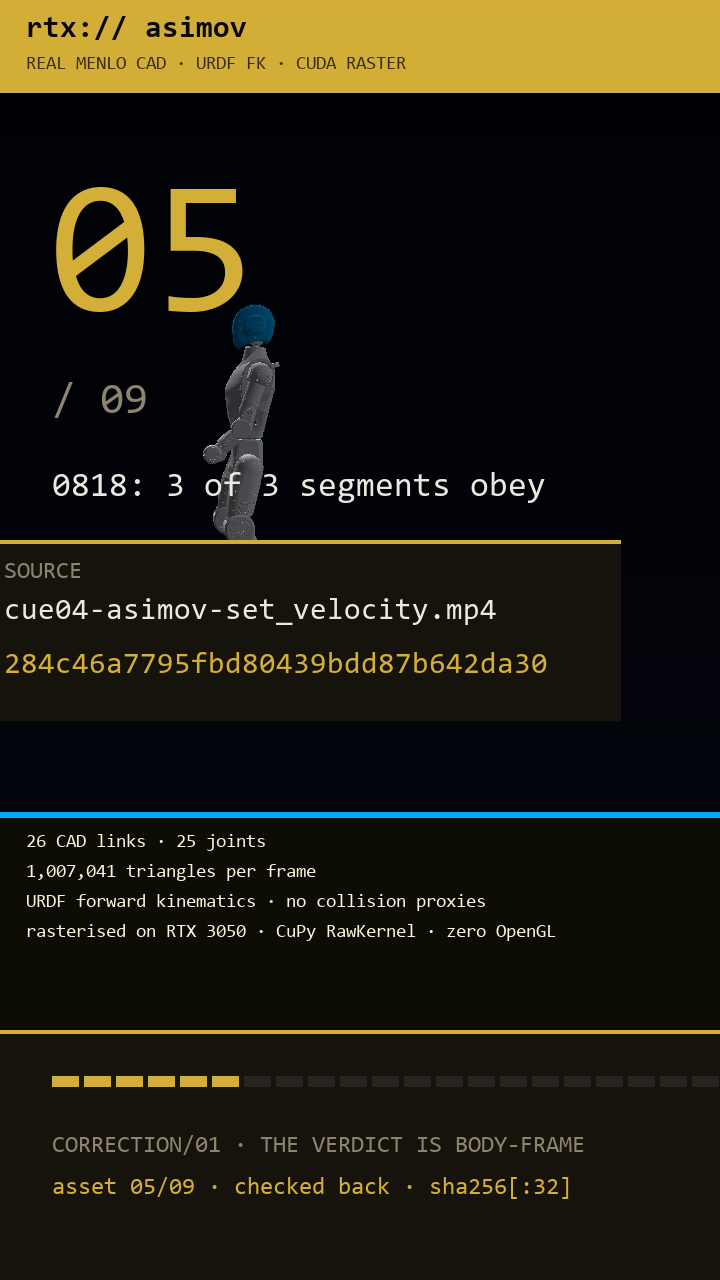 rtx:// asimov
REAL MENLO CAD · URDF FK · CUDA RASTER
05
/ 09
0818: 3 of 3 segments obey
SOURCE
cue04-asimov-set_velocity.mp4
284c46a7795fbd80439bdd87b642da30
26 CAD links · 25 joints
1,007,041 triangles per frame
URDF forward kinematics · no collision proxies
rasterised on RTX 3050 · CuPy RawKernel · zero OpenGL
CORRECTION/01 · THE VERDICT IS BODY-FRAME
asset 05/09 · checked back · sha256[:32]